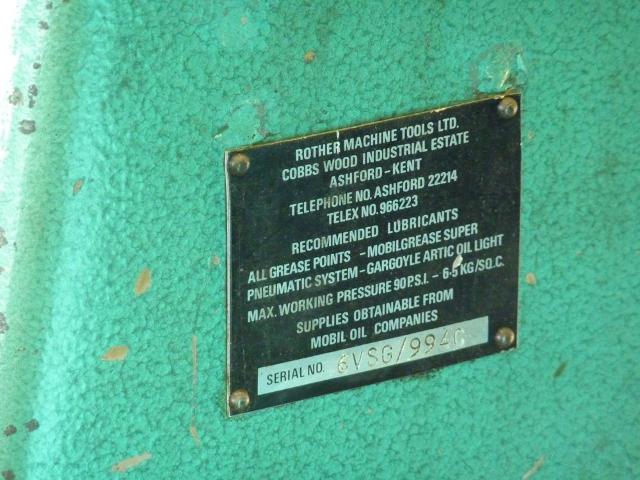 ROTHER MACHINE TOOLS LTD.
COBBS WOOD INDUSTRIAL ESTATE
ASHFORD-KENT
TELEPHONE NO. ASHFORD 22214
TELEX NO. 966223
RECOMMENDED LUBRICANTS
ALL GREASE POINTS - MOBILGREASE SUPER
PNEUMATIC SYSTEM - GARGOYLE ARTIC OIL LIGHT
MAX. WORKING PRESSURE 90 P.S.I. - 6·5 KG/SQ.C.
SUPPLIES OBTAINABLE FROM
MOBIL OIL COMPANIES
SERIAL NO. 6VSG/994C